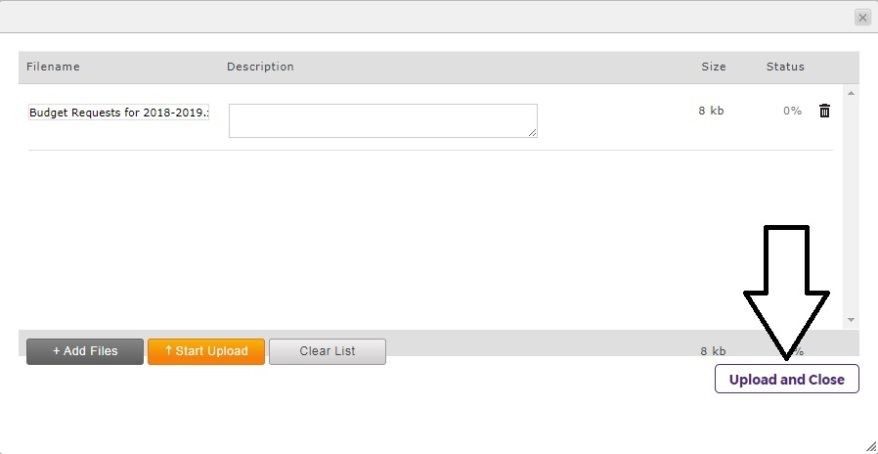 Filename Description Size Status
Budget Requests for 2018-2019. 8 kb 0%
+ Add Files ↑ Start Upload Clear List 8 kb %
Upload and Close